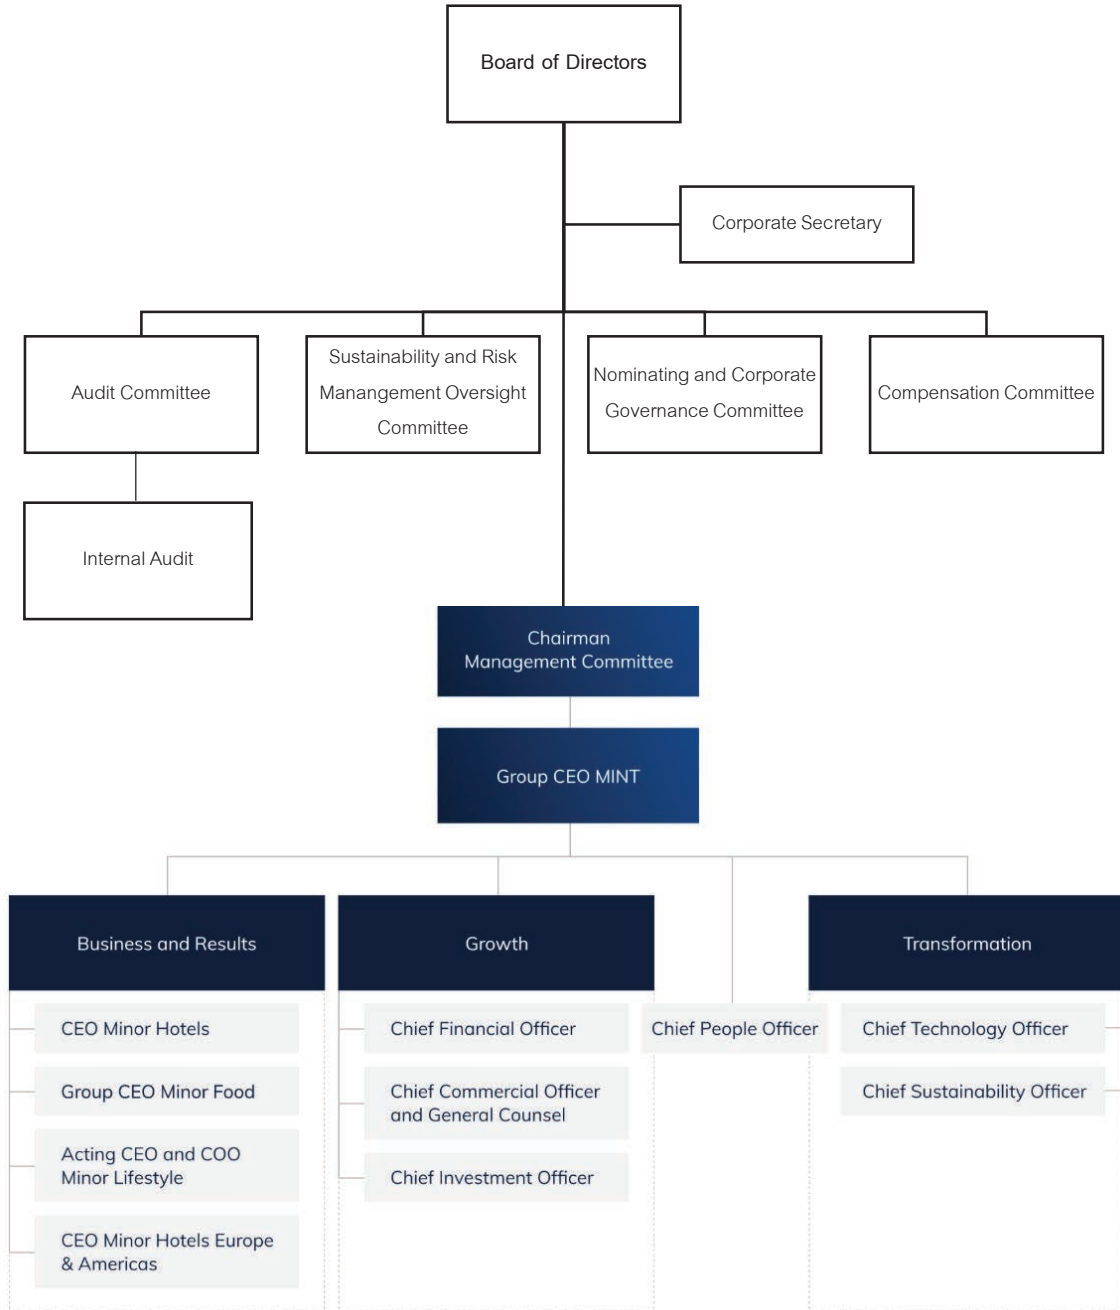 Board of Directors
Corporate Secretary
Audit Committee
Sustainability and Risk
Manangement Oversight
Committee
Nominating and Corporate
Governance Committee
Compensation Committee
Internal Audit
Chairman
Management Committee
Group CEO MINT
Business and Results
CEO Minor Hotels
Group CEO Minor Food
Acting CEO and COO
Minor Lifestyle
CEO Minor Hotels Europe
& Americas
Growth
Chief Financial Officer
Chief Commercial Officer
and General Counsel
Chief Investment Officer
Chief People Officer
Transformation
Chief Technology Officer
Chief Sustainability Officer